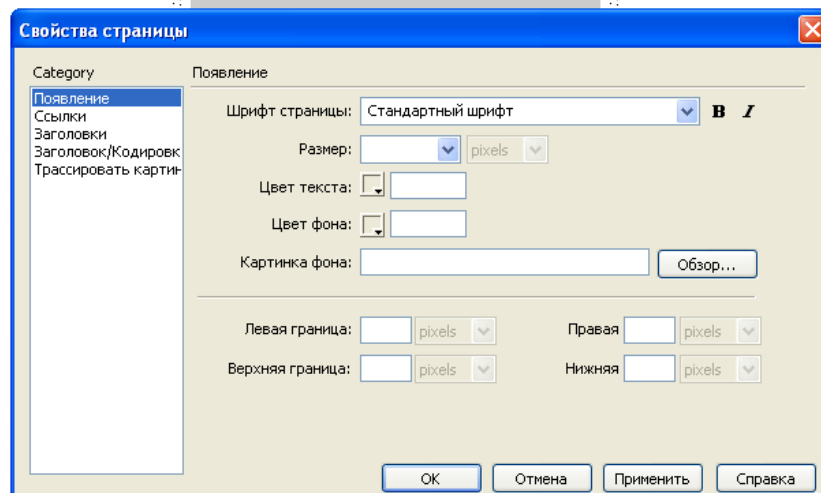 Свойства страницы
Category
Появление
Ссылки
Заголовки
Заголовок/Кодировк
Трассировать картин
Появление
Шрифт страницы: Стандартный шрифт B I
Размер: pixels
Цвет текста:
Цвет фона:
Картинка фона: Обзор...
Левая граница: pixels Правая pixels
Верхняя граница: pixels Нижняя pixels
OK Отмена Применить Справка